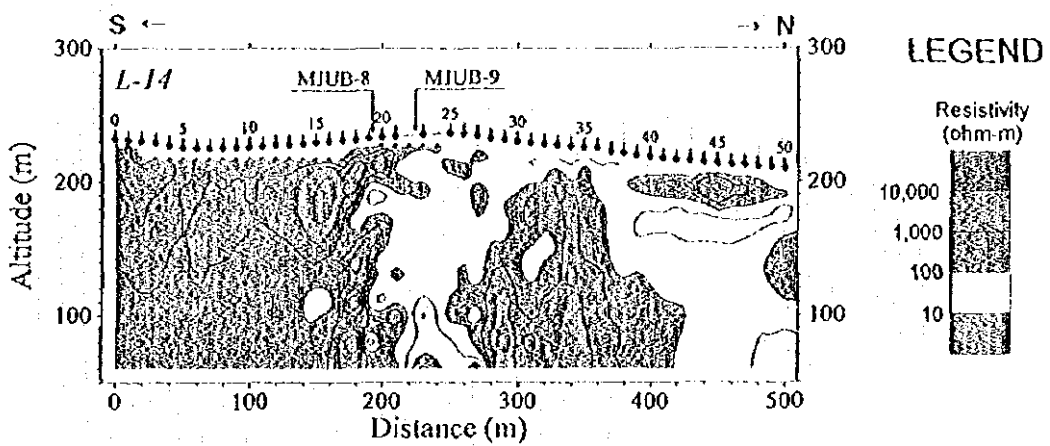 S ← → N
300 300
L-14 MJUB-8 MJUB-9
0 5 10 15 20 25 30 35 40 45 50
200 200
100 100
Altitude (m)
0 100 200 300 400 500
Distance (m)
LEGEND
Resistivity
(ohm-m)
10,000
1,000
100
10